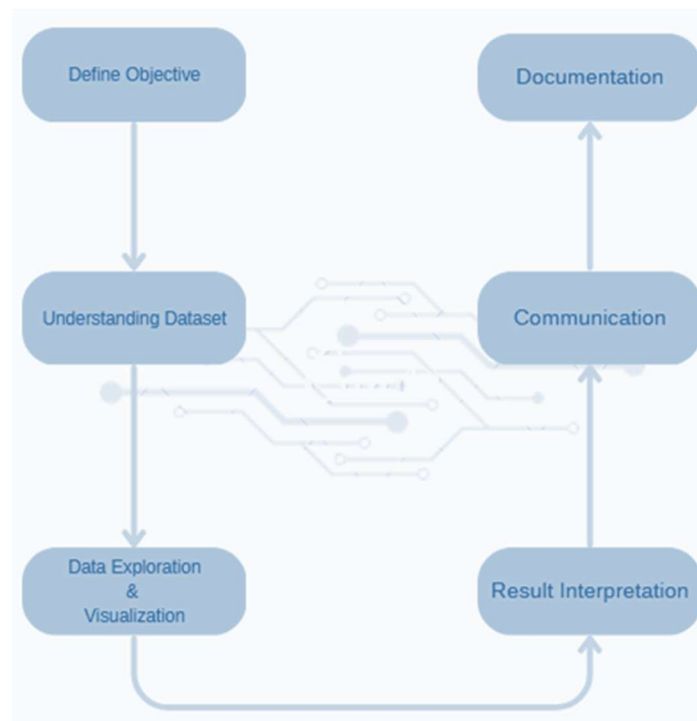 Define Objective
Understanding Dataset
Data Exploration
&
Visualization
Result Interpretation
Communication
Documentation